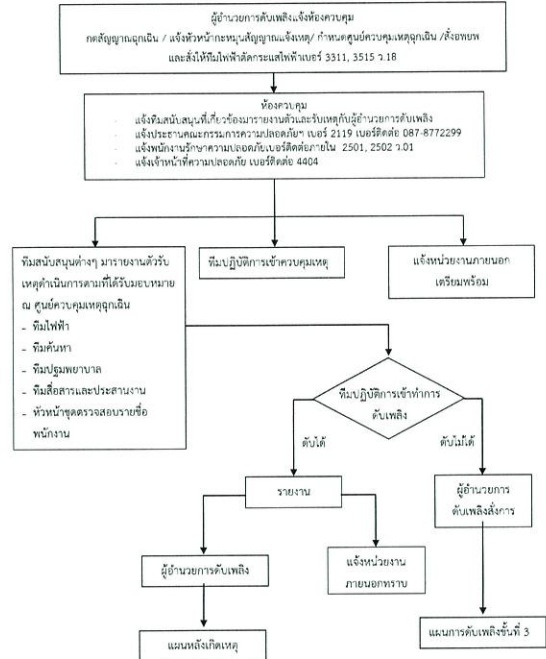 ผู้อำนวยการดับเพลิงแจ้งห้องควบคุม
กดสัญญาณฉุกเฉิน / แจ้งหัวหน้ากะหมุนสัญญาณแจ้งเหตุ/ กำหนดศูนย์ควบคุมเหตุฉุกเฉิน /สั่งอพยพ
และสั่งให้ทีมไฟฟ้าตัดกระแสไฟฟ้าเบอร์ 3311, 3515 ว.18
ห้องควบคุม
- แจ้งทีมสนับสนุนที่เกี่ยวข้องมารายงานตัวและรับเหตุกับผู้อำนวยการดับเพลิง
- แจ้งประธานคณะกรรมการความปลอดภัยฯ เบอร์ 2119 เบอร์ติดต่อ 087-8772299
- แจ้งพนักงานรักษาความปลอดภัยเบอร์ติดต่อภายใน 2501, 2502 ว.01
- แจ้งเจ้าหน้าที่ความปลอดภัย เบอร์ติดต่อ 4404
ทีมสนับสนุนต่างๆ มารายงานตัวรับ
เหตุดำเนินการตามที่ได้รับมอบหมาย
ณ ศูนย์ควบคุมเหตุฉุกเฉิน
- ทีมไฟฟ้า
- ทีมค้นหา
- ทีมปฐมพยาบาล
- ทีมสื่อสารและประสานงาน
- หัวหน้าชุดตรวจสอบรายชื่อ
พนักงาน
ทีมปฏิบัติการเข้าควบคุมเหตุ
แจ้งหน่วยงานภายนอก
เตรียมพร้อม
ทีมปฏิบัติการเข้าทำการ
ดับเพลิง
ดับได้
ดับไม่ได้
รายงาน
ผู้อำนวยการ
ดับเพลิงสั่งการ
ผู้อำนวยการดับเพลิง
แจ้งหน่วยงาน
ภายนอกทราบ
แผนหลังเกิดเหตุ
แผนการดับเพลิงขั้นที่ 3